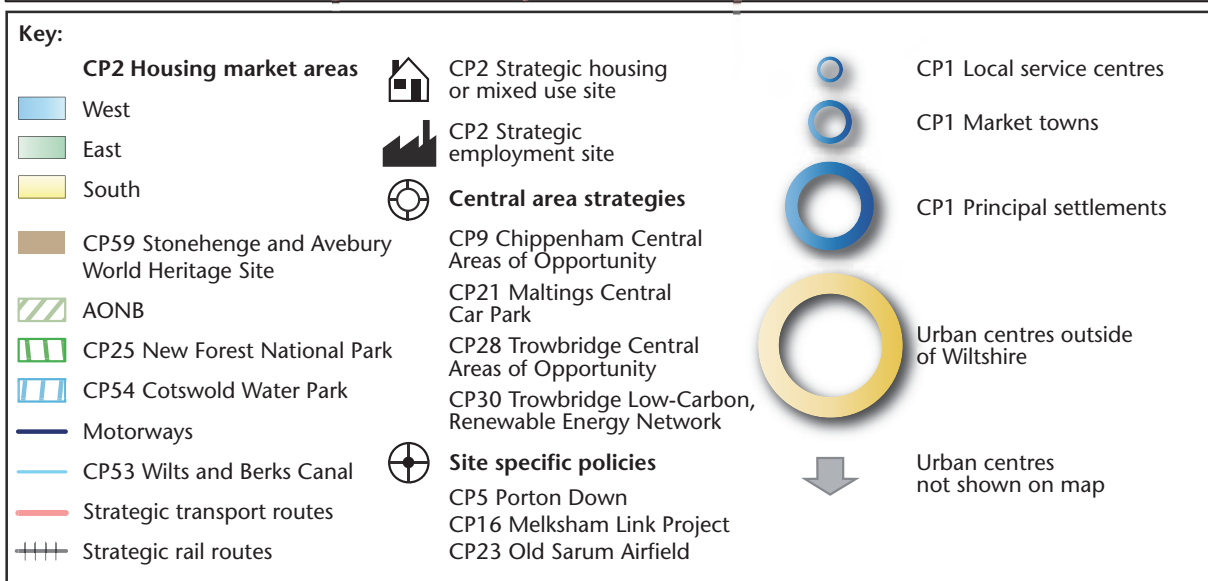 Key:
CP2 Housing market areas
West
East
South
CP59 Stonehenge and Avebury
World Heritage Site
AONB
CP25 New Forest National Park
CP54 Cotswold Water Park
Motorways
CP53 Wilts and Berks Canal
Strategic transport routes
Strategic rail routes
CP2 Strategic housing
or mixed use site
CP2 Strategic
employment site
Central area strategies
CP9 Chippenham Central
Areas of Opportunity
CP21 Maltings Central
Car Park
CP28 Trowbridge Central
Areas of Opportunity
CP30 Trowbridge Low-Carbon,
Renewable Energy Network
Site specific policies
CP5 Porton Down
CP16 Melksham Link Project
CP23 Old Sarum Airfield
CP1 Local service centres
CP1 Market towns
CP1 Principal settlements
Urban centres outside
of Wiltshire
Urban centres
not shown on map